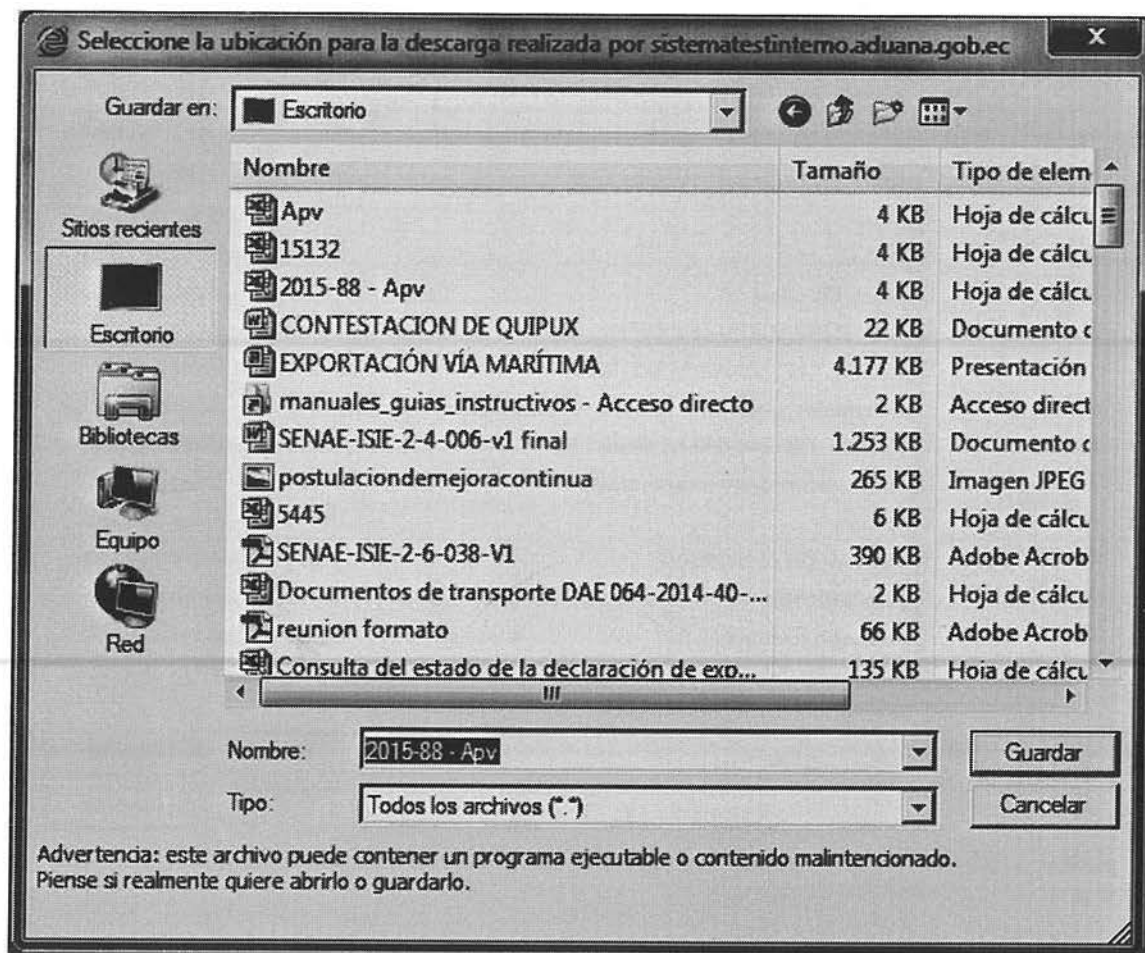 Seleccione la ubicación para la descarga realizada por sistematestinterno.aduana.gob.ec X
Guardar en: Escritorio
Nombre Tamaño Tipo de elem
Apv 4 KB Hoja de cálcu
15132 4 KB Hoja de cálcu
2015-88 - Apv 4 KB Hoja de cálcu
CONTESTACION DE QUIPUX 22 KB Documento d
EXPORTACIÓN VÍA MARÍTIMA 4.177 KB Presentación
manuales_guias_instructivos - Acceso directo 2 KB Acceso direct
SENAE-ISIE-2-4-006-v1 final 1.253 KB Documento d
postulaciondemejoracontinua 265 KB Imagen JPEG
5445 6 KB Hoja de cálcu
SENAE-ISIE-2-6-038-V1 390 KB Adobe Acrob
Documentos de transporte DAE 064-2014-40-... 2 KB Hoja de cálcu
reunion formato 66 KB Adobe Acrob
Consulta del estado de la declaración de exp... 135 KB Hoja de cálcu
Sitios recientes
Escritorio
Bibliotecas
Equipo
Red
Nombre: 2015-88 - Apv Guardar
Tipo: Todos los archivos (*.*) Cancelar
Advertencia: este archivo puede contener un programa ejecutable o contenido malintencionado.
Piense si realmente quiere abrirlo o guardarlo.